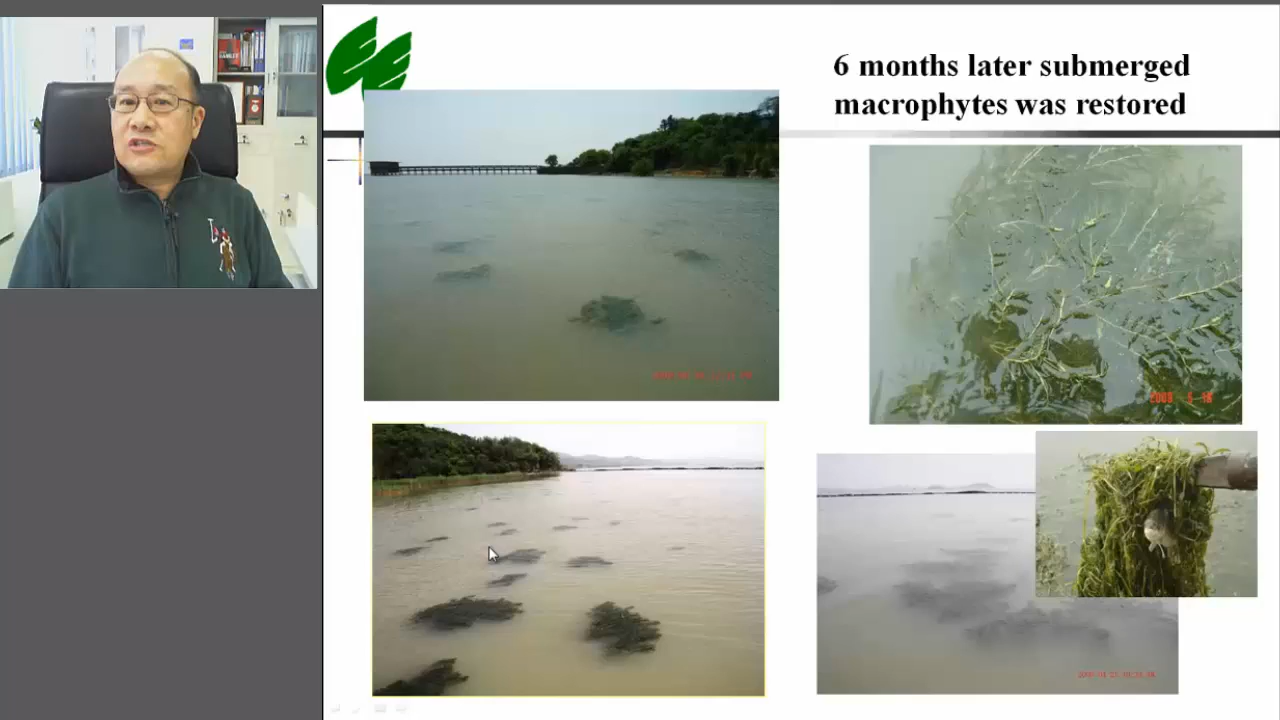 6 months later submerged
macrophytes was restored